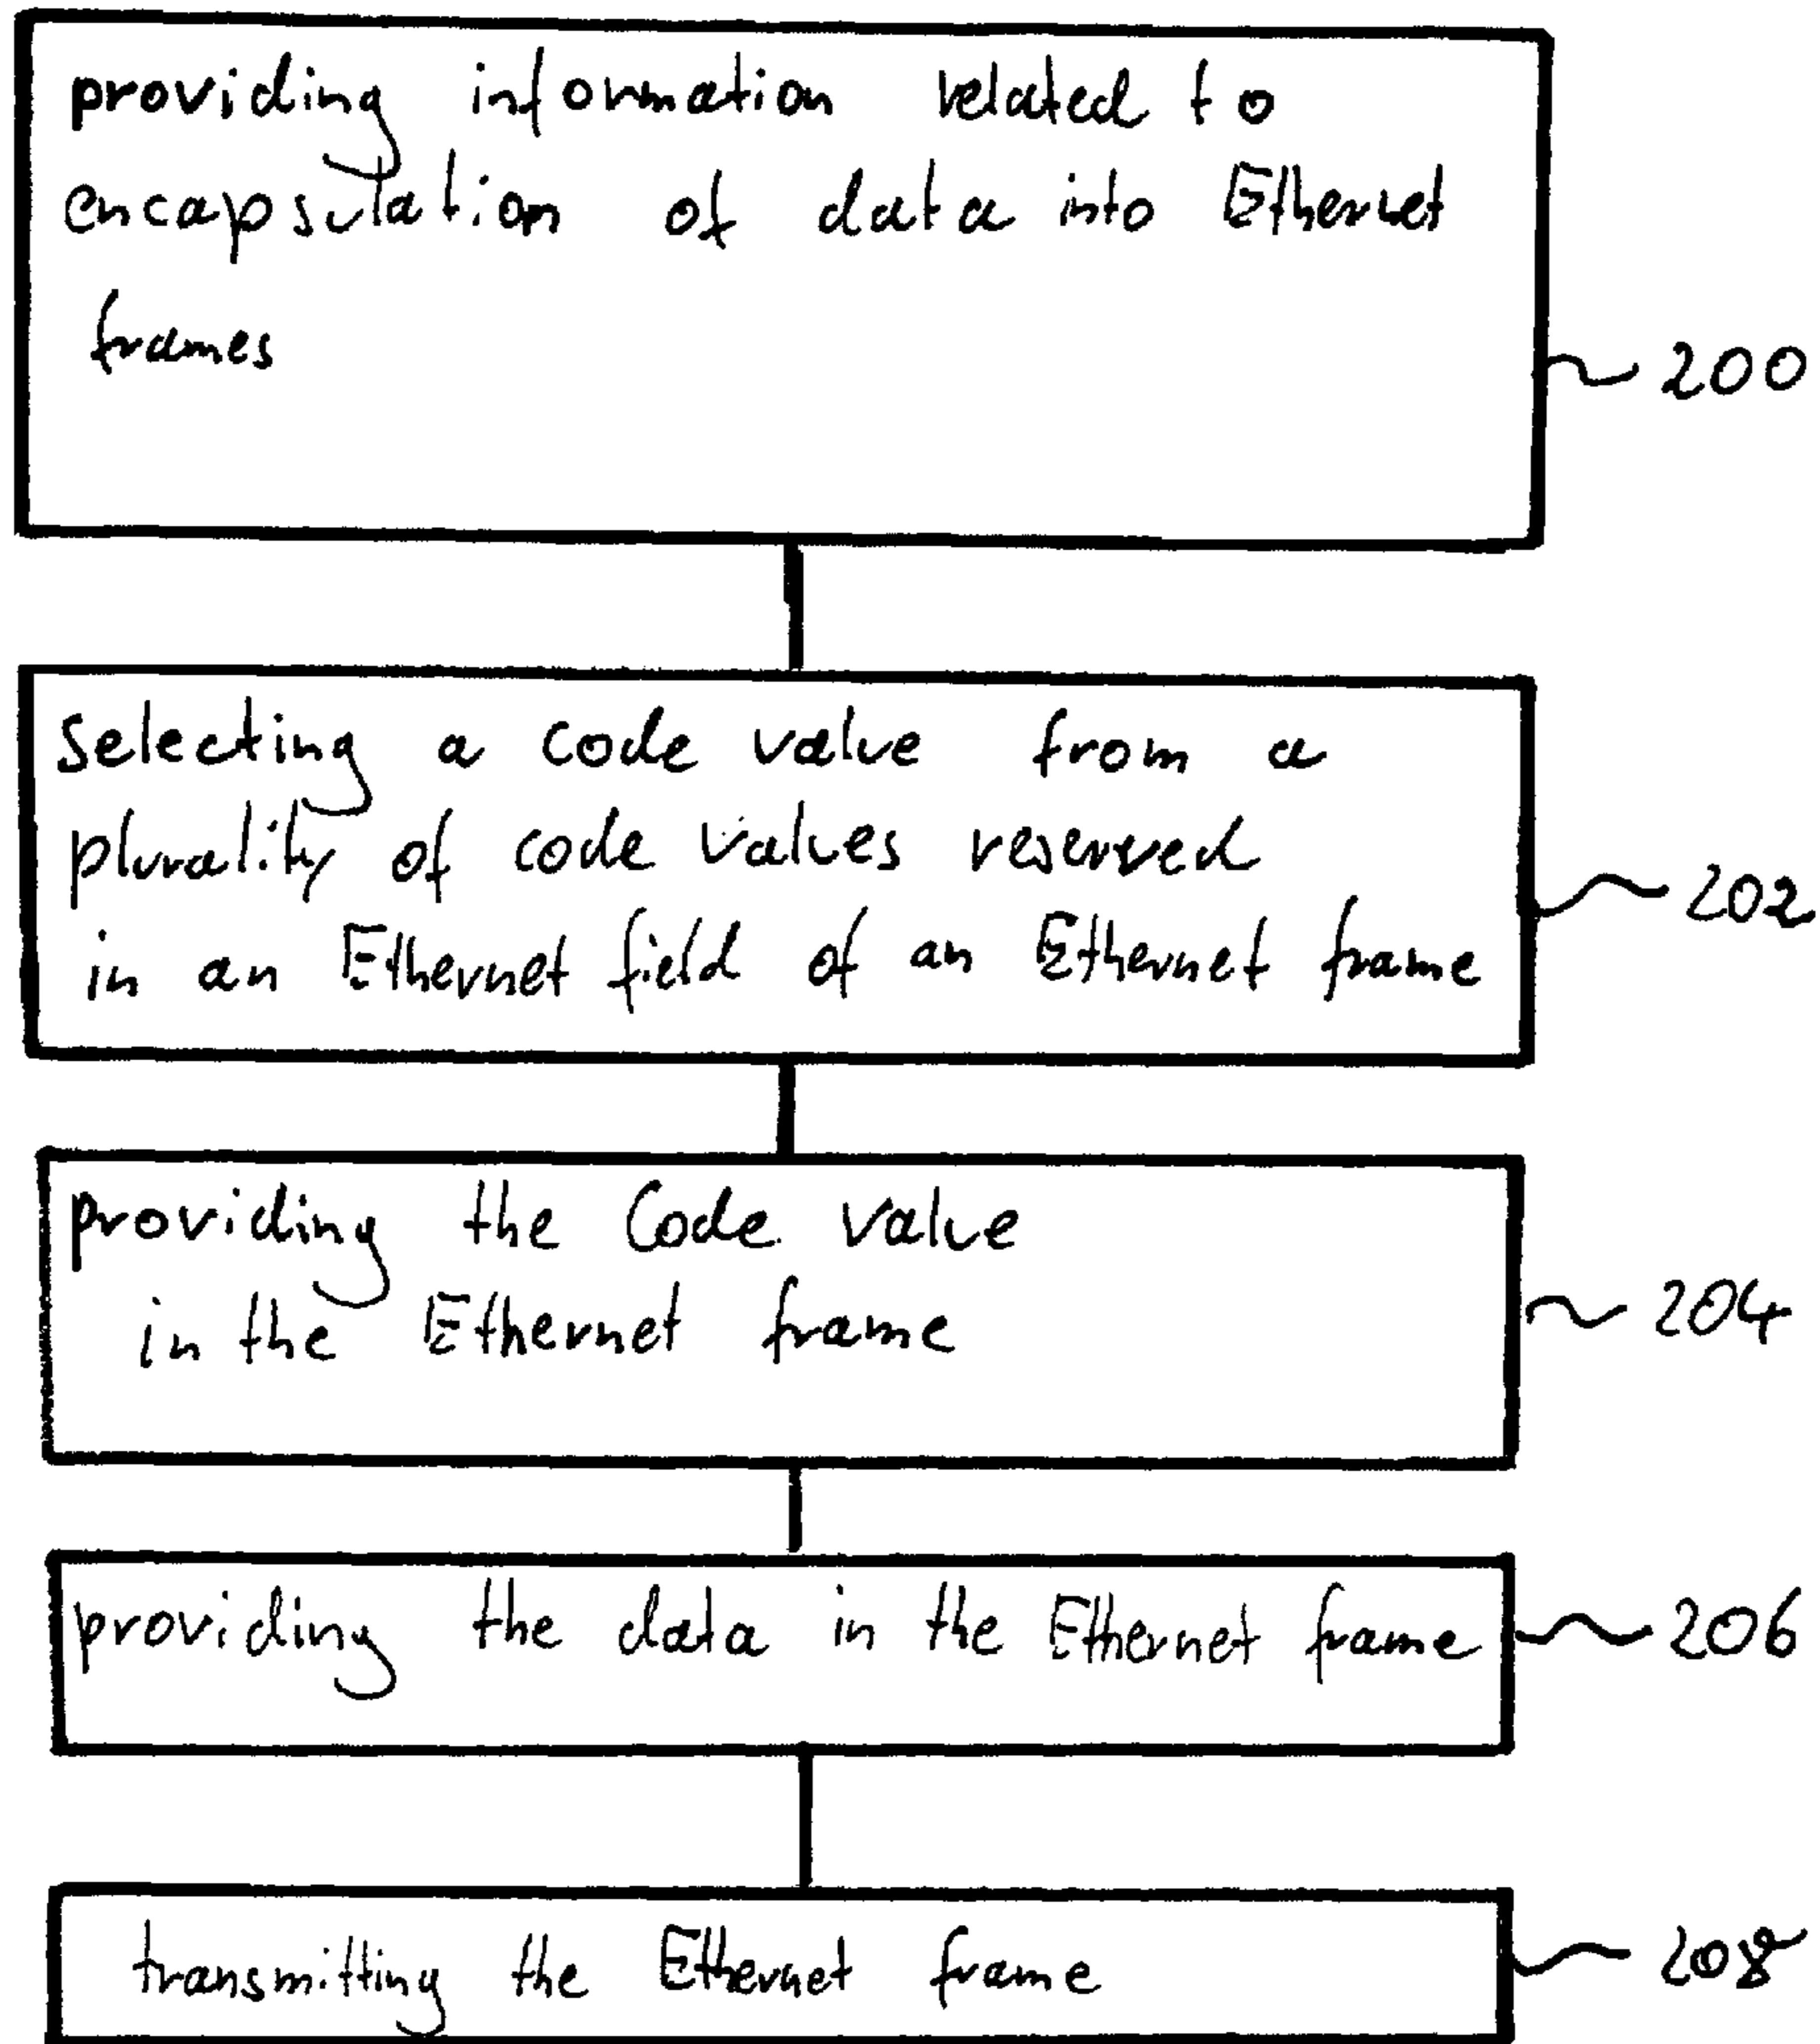 providing information related to
encapsulation of data into Ethernet
frames
200
selecting a code value from a
plurality of code values reserved
in an Ethernet field of an Ethernet frame
202
providing the Code value
in the Ethernet frame
204
providing the data in the Ethernet frame
206
transmitting the Ethernet frame
208